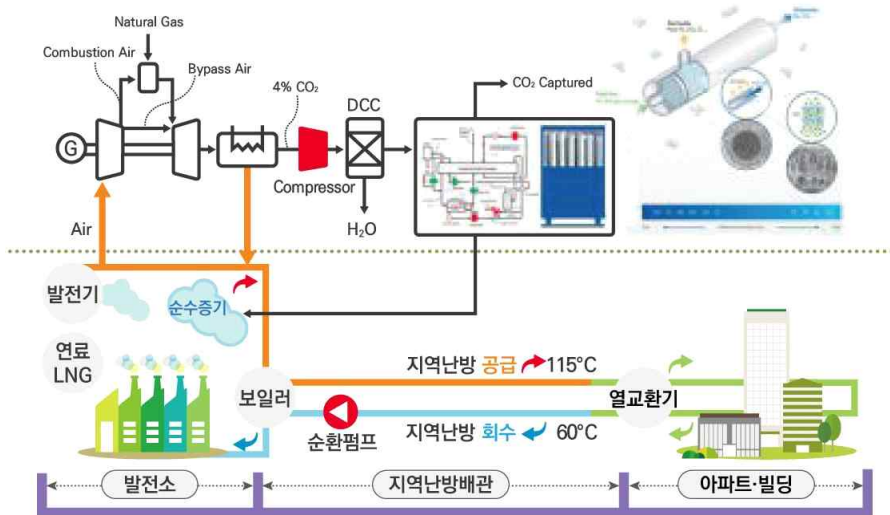 Natural Gas
Combustion Air
Bypass Air
4% CO₂
DCC
CO₂ Captured
G
Compressor
H₂O
Air
발전기
순수증기
연료
LNG
보일러
지역난방 공급 115°C
열교환기
순환펌프
지역난방 회수 60°C
발전소
지역난방배관
아파트·빌딩